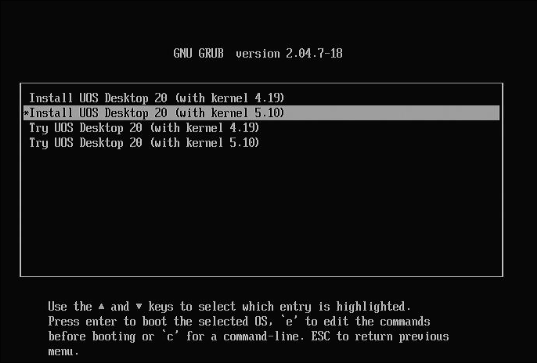 GNU GRUB  version 2.04.7-18
Install UOS Desktop 20 (with kernel 4.19)
*Install UOS Desktop 20 (with kernel 5.10)
Try UOS Desktop 20 (with kernel 4.19)
Try UOS Desktop 20 (with kernel 5.10)
Use the ▲ and ▼ keys to select which entry is highlighted.
Press enter to boot the selected OS, `e' to edit the commands
before booting or `c' for a command-line. ESC to return previous
menu.